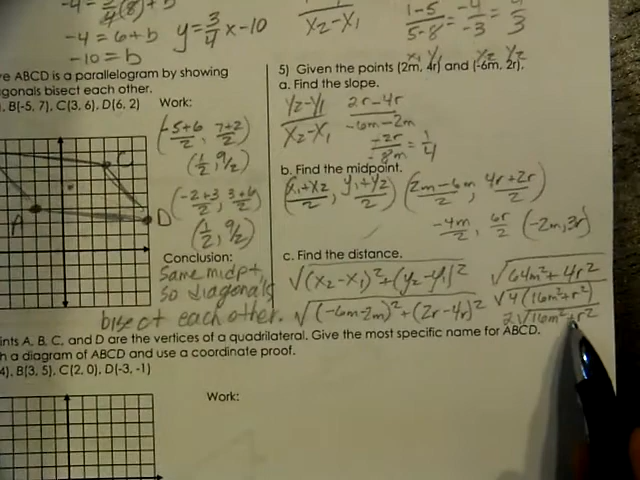 -4 = 6 + b
-10 = b
y = 3/4 x - 10
x₂ - x₁
1-5/5-8 = -4/-3 = 4/3
ve ABCD is a parallelogram by showing
gonals bisect each other.
), B(-5, 7), C(3, 6), D(6, 2)
Work:
(-5+6/2, 7+2/2)
(1/2, 9/2)
(-2+3/2, 3+6/2)
(1/2, 9/2)
C
A
D
Conclusion:
Same midpt,
so diagonals
bisect each other.
x₁ y₁ x₂ y₂
5) Given the points (2m, 4r) and (-6m, 2r).
a. Find the slope.
y₂-y₁/x₂-x₁ 2r-4r/-6m-2m
-2r/-8m = 1/4
b. Find the midpoint.
(x₁+x₂/2, y₁+y₂/2) (2m-6m/2, 4r+2r/2)
-4m/2, 6r/2 (-2m, 3r)
c. Find the distance.
√(x₂-x₁)²+(y₂-y₁)² √64m²+4r²
√4(16m²+r²)
√(-6m-2m)²+(2r-4r)² 2√16m²+r²
ints A, B, C, and D are the vertices of a quadrilateral. Give the most specific name for ABCD.
h a diagram of ABCD and use a coordinate proof.
4), B(3, 5), C(2, 0), D(-3, -1)
Work: